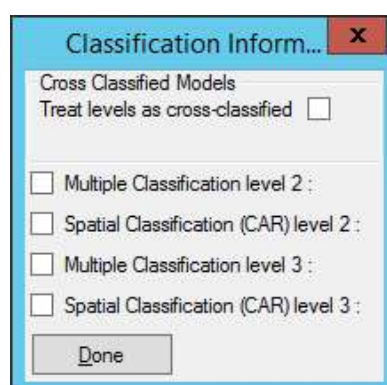 Classification Inform...
x
Cross Classified Models
Treat levels as cross-classified
Multiple Classification level 2 :
Spatial Classification (CAR) level 2 :
Multiple Classification level 3 :
Spatial Classification (CAR) level 3 :
Done